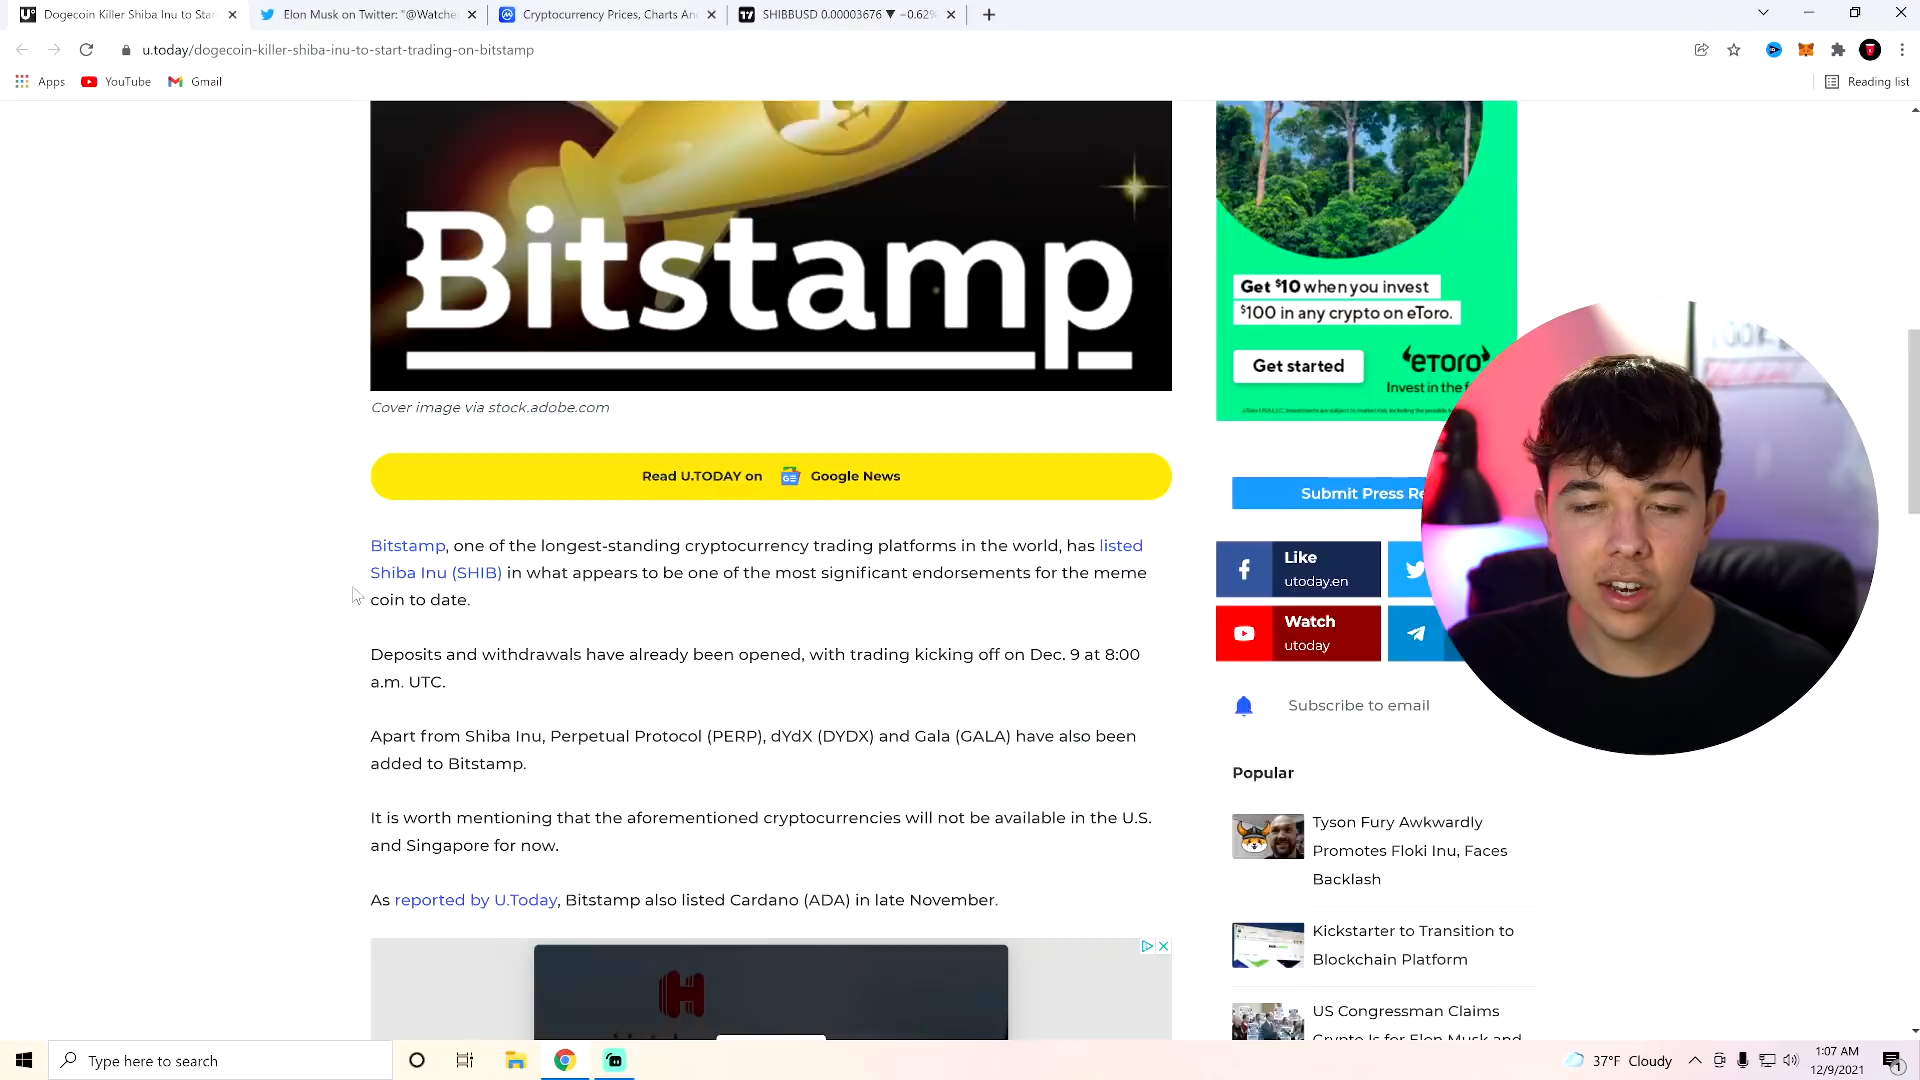 Dogecoin Killer Shiba Inu to Star
Elon Musk on Twitter: "@Watche
Cryptocurrency Prices, Charts An
SHIBBUSD 0.00003676 ▼ −0.62%
u.today/dogecoin-killer-shiba-inu-to-start-trading-on-bitstamp
Apps
YouTube
Gmail
Reading list
Bitstamp
Cover image via stock.adobe.com
Read U.TODAY on
Google News
Bitstamp, one of the longest-standing cryptocurrency trading platforms in the world, has listed
Shiba Inu (SHIB) in what appears to be one of the most significant endorsements for the meme
coin to date.
Deposits and withdrawals have already been opened, with trading kicking off on Dec. 9 at 8:00
a.m. UTC.
Apart from Shiba Inu, Perpetual Protocol (PERP), dYdX (DYDX) and Gala (GALA) have also been
added to Bitstamp.
It is worth mentioning that the aforementioned cryptocurrencies will not be available in the U.S.
and Singapore for now.
As reported by U.Today, Bitstamp also listed Cardano (ADA) in late November.
Get $10 when you invest
$100 in any crypto on eToro.
Get started
eToro
Invest in the
Submit Press Re
Like
utoday.en
Watch
utoday
Subscribe to email
Popular
Tyson Fury Awkwardly
Promotes Floki Inu, Faces
Backlash
Kickstarter to Transition to
Blockchain Platform
US Congressman Claims
Crypto Is for Elon Musk and
Type here to search
37°F Cloudy
1:07 AM
12/9/2021
1